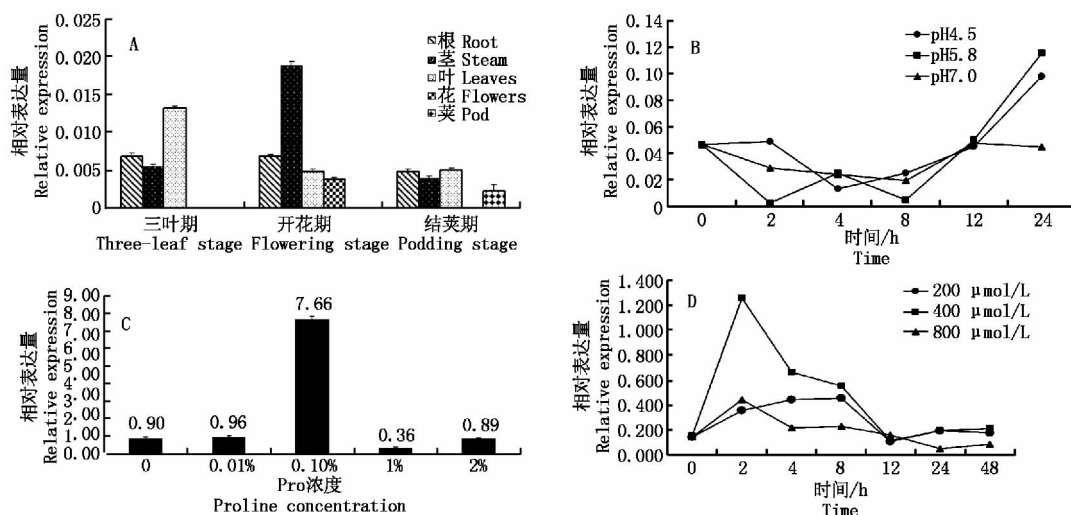 A
相对表达量
Relative expression
0.025
0.020
0.015
0.010
0.005
0
根 Root
茎 Steam
叶 Leaves
花 Flowers
荚 Pod
三叶期
开花期
结荚期
Three-leaf stage
Flowering stage
Podding stage
B
相对表达量
Relative expression
0.14
0.12
0.10
0.08
0.06
0.04
0.02
0
pH4.5
pH5.8
pH7.0
0 2 4 8 12 24
时间/h
Time
C
相对表达量
Relative expression
9.00
8.00
7.00
6.00
5.00
4.00
3.00
2.00
1.00
0.00
0.90
0.96
7.66
0.36
0.89
0 0.01% 0.10% 1% 2%
Pro浓度
Proline concentration
D
相对表达量
Relative expression
1.400
1.200
1.000
0.800
0.600
0.400
0.200
0.000
200 μmol/L
400 μmol/L
800 μmol/L
0 2 4 8 12 24 48
时间/h
Time